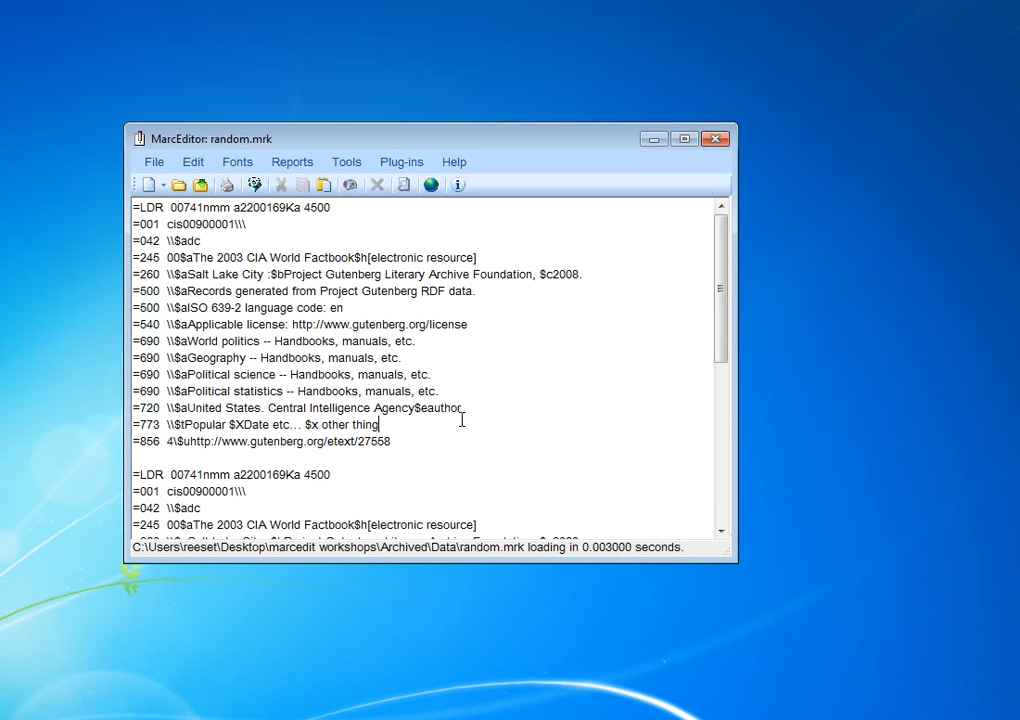 MarcEditor: random.mrk
File Edit Fonts Reports Tools Plug-ins Help
=LDR 00741nmm a2200169Ka 4500
=001 cis00900001\\\
=042 \\$adc
=245 00$aThe 2003 CIA World Factbook$h[electronic resource]
=260 \\$aSalt Lake City :$bProject Gutenberg Literary Archive Foundation, $c2008.
=500 \\$aRecords generated from Project Gutenberg RDF data.
=500 \\$aISO 639-2 language code: en
=540 \\$aApplicable license: http://www.gutenberg.org/license
=690 \\$aWorld politics -- Handbooks, manuals, etc.
=690 \\$aGeography -- Handbooks, manuals, etc.
=690 \\$aPolitical science -- Handbooks, manuals, etc.
=690 \\$aPolitical statistics -- Handbooks, manuals, etc.
=720 \\$aUnited States. Central Intelligence Agency$eauthor
=773 \\$tPopular $XDate etc... $x other thing
=856 4\$uhttp://www.gutenberg.org/etext/27558
=LDR 00741nmm a2200169Ka 4500
=001 cis00900001\\\
=042 \\$adc
=245 00$aThe 2003 CIA World Factbook$h[electronic resource]
C:\Users\reeset\Desktop\marcedit workshops\Archived\Data\random.mrk loading in 0.003000 seconds.